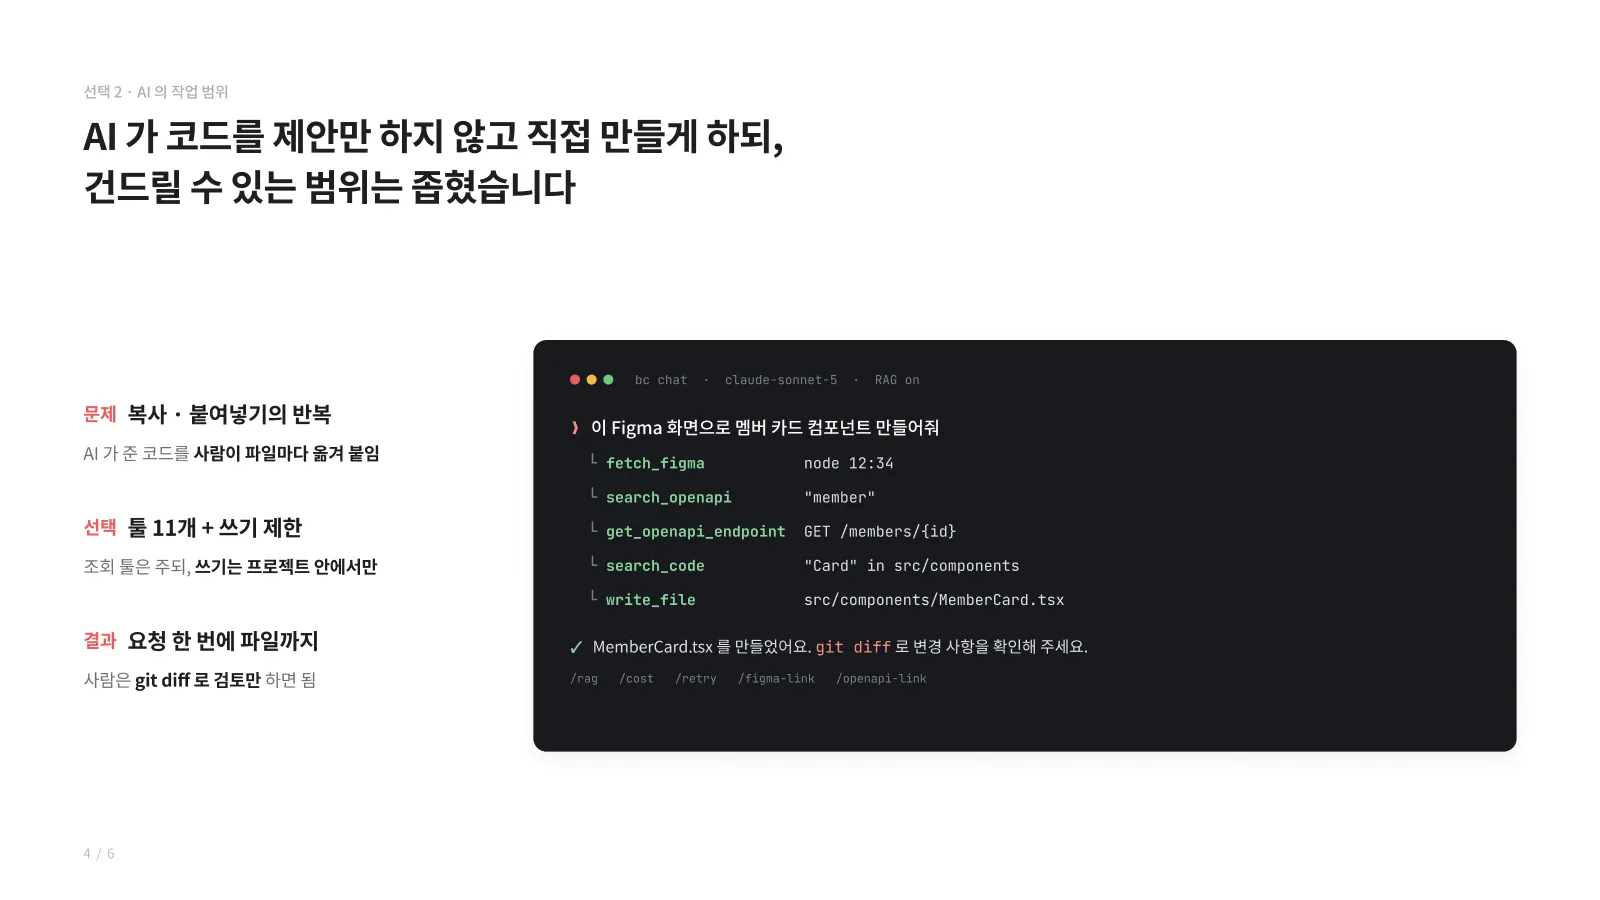 선택 2 · AI 의 작업 범위
AI 가 코드를 제안만 하지 않고 직접 만들게 하되,
건드릴 수 있는 범위는 좁혔습니다
문제 복사 · 붙여넣기의 반복
AI 가 준 코드를 사람이 파일마다 옮겨 붙임
선택 툴 11개 + 쓰기 제한
조회 툴은 주되, 쓰기는 프로젝트 안에서만
결과 요청 한 번에 파일까지
사람은 git diff 로 검토만 하면 됨
bc chat · claude-sonnet-5 · RAG on
❯ 이 Figma 화면으로 멤버 카드 컴포넌트 만들어줘
└ fetch_figma node 12:34
└ search_openapi "member"
└ get_openapi_endpoint GET /members/{id}
└ search_code "Card" in src/components
└ write_file src/components/MemberCard.tsx
✓ MemberCard.tsx 를 만들었어요. git diff 로 변경 사항을 확인해 주세요.
/rag /cost /retry /figma-link /openapi-link
4 / 6